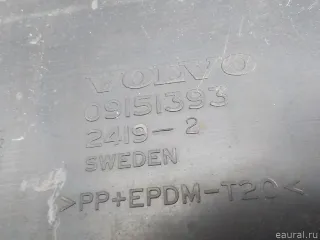 VOLVO
09151393
2419-2
SWEDEN
>PP+EPDM-T20<
eaural.ru